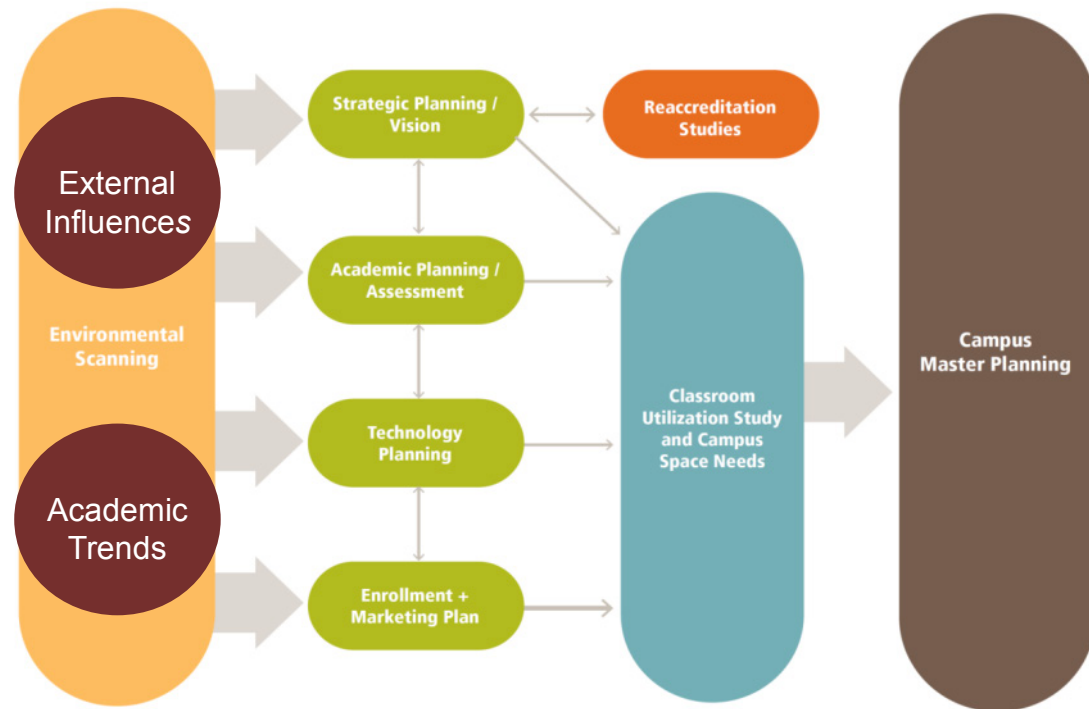 External
Influences
Environmental
Scanning
Academic
Trends
Strategic Planning /
Vision
Reaccreditation
Studies
Academic Planning /
Assessment
Technology
Planning
Enrollment +
Marketing Plan
Classroom
Utilization Study
and Campus
Space Needs
Campus
Master Planning